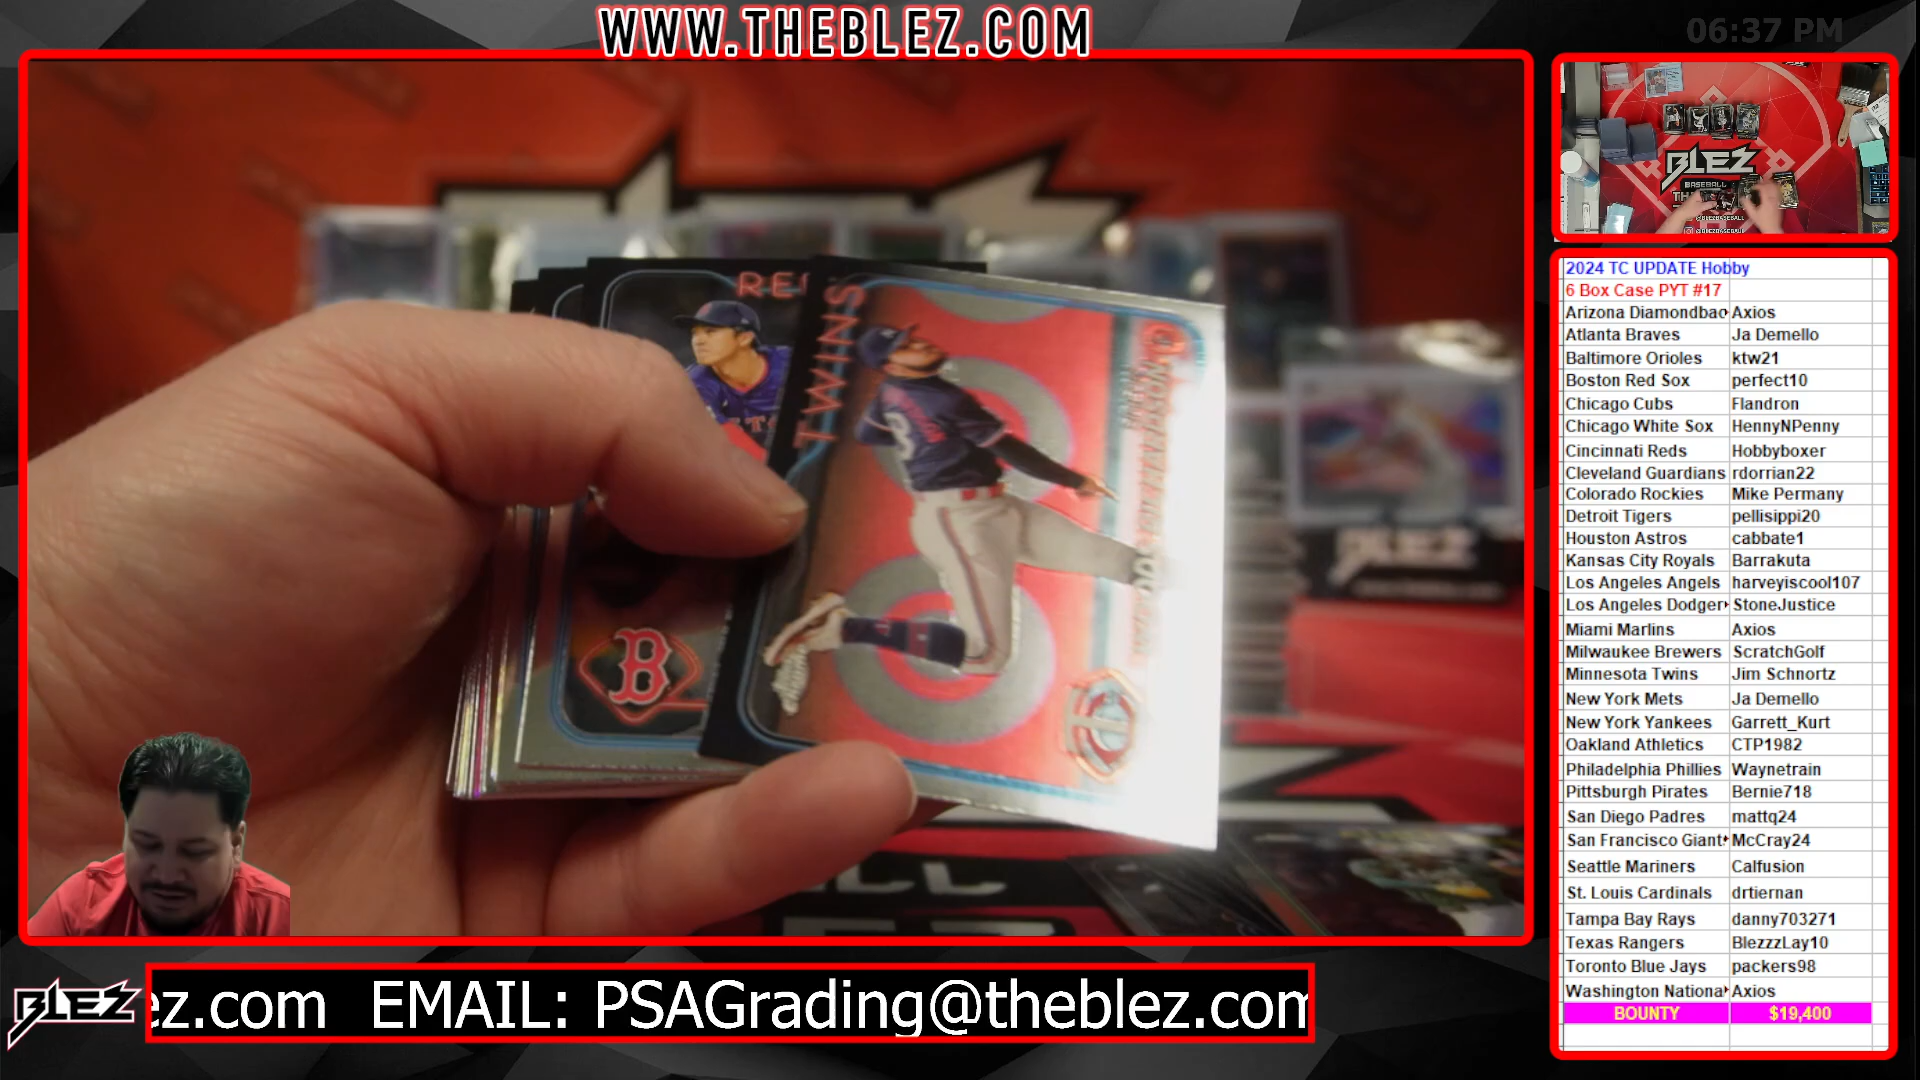 WWW.THEBLEZ.COM
06:37 PM
TWINS
B
BLEZ
BASEBALL
2024 TC UPDATE Hobby
6 Box Case PYT #17
Arizona Diamondbac Axios
Atlanta Braves Ja Demello
Baltimore Orioles ktw21
Boston Red Sox perfect10
Chicago Cubs Flandron
Chicago White Sox HennyNPenny
Cincinnati Reds Hobbyboxer
Cleveland Guardians rdorrian22
Colorado Rockies Mike Permany
Detroit Tigers pellisippi20
Houston Astros cabbate1
Kansas City Royals Barrakuta
Los Angeles Angels harveyiscool107
Los Angeles Dodger StoneJustice
Miami Marlins Axios
Milwaukee Brewers ScratchGolf
Minnesota Twins Jim Schnortz
New York Mets Ja Demello
New York Yankees Garrett_Kurt
Oakland Athletics CTP1982
Philadelphia Phillies Waynetrain
Pittsburgh Pirates Bernie718
San Diego Padres mattq24
San Francisco Giant McCray24
Seattle Mariners Calfusion
St. Louis Cardinals drtiernan
Tampa Bay Rays danny703271
Texas Rangers BlezzzLay10
Toronto Blue Jays packers98
Washington Nationa Axios
BOUNTY $19,400
BLEZ
ez.com EMAIL: PSAGrading@theblez.com